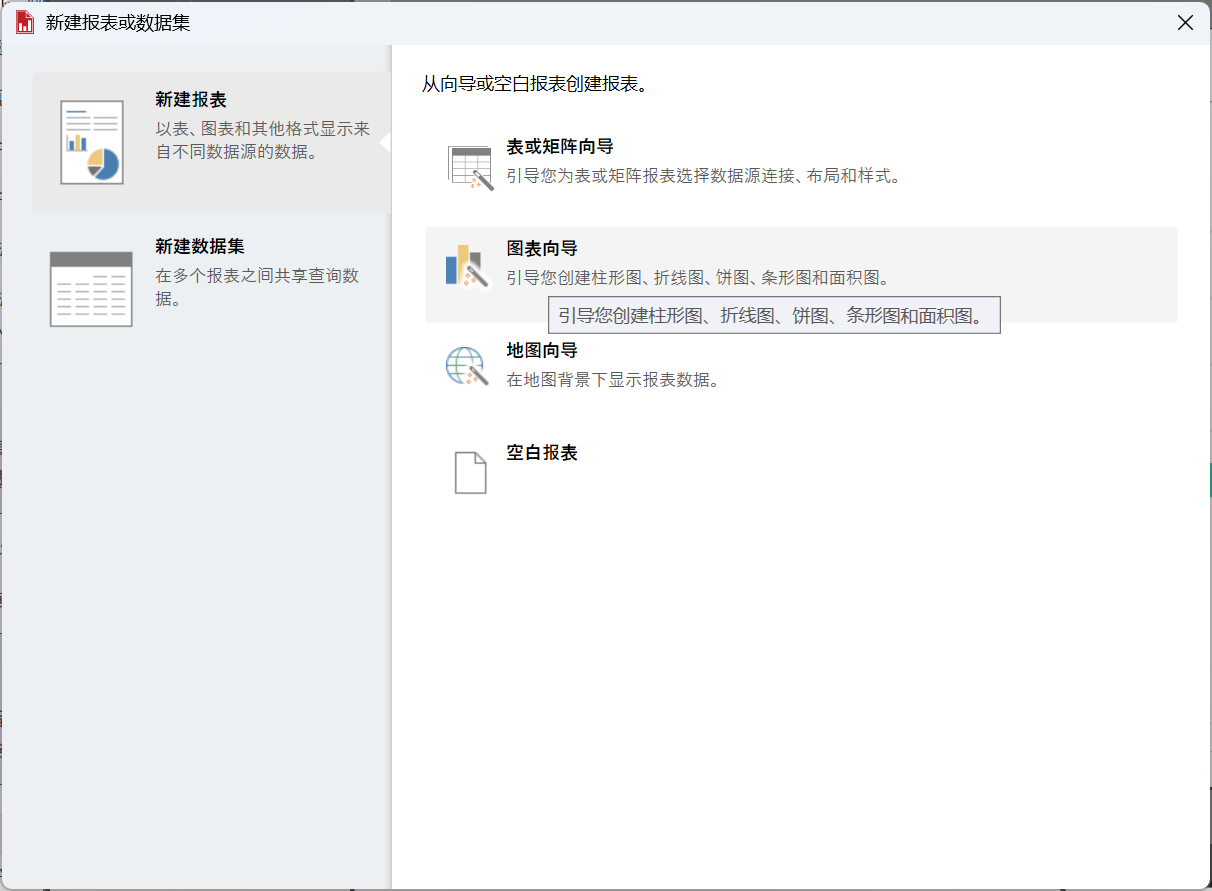 新建报表或数据集
新建报表
以表、图表和其他格式显示来
自不同数据源的数据。
新建数据集
在多个报表之间共享查询数
据。
从向导或空白报表创建报表。
表或矩阵向导
引导您为表或矩阵报表选择数据源连接、布局和样式。
图表向导
引导您创建柱形图、折线图、饼图、条形图和面积图。
引导您创建柱形图、折线图、饼图、条形图和面积图。
地图向导
在地图背景下显示报表数据。
空白报表